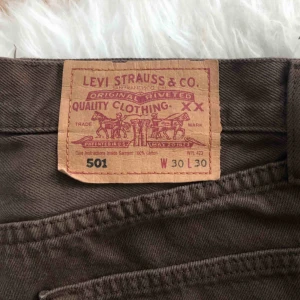 LEVI STRAUSS & CO.
ORIGINAL RIVETED
QUALITY CLOTHING.
XX
TRADE MARK
501 W 30 L 30